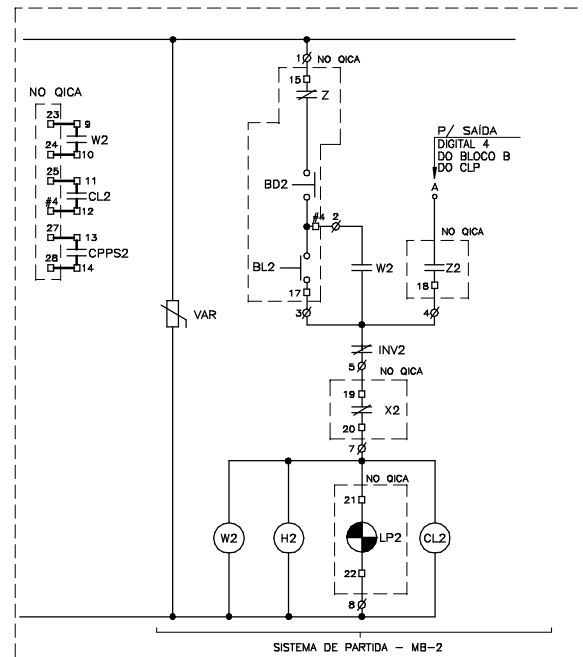 1
NO QICA
15
Z
NO QICA
23
9
W2
24
10
25
11
CL2
#4
12
27
13
CPPS2
28
14
P/ SAÍDA
DIGITAL 4
DO BLOCO B
DO CLP
A
BD2
#4
2
NO QICA
BL2
W2
Z2
17
18
3
4
VAR
INV2
5
NO QICA
19
X2
20
7
NO QICA
21
W2
H2
LP2
CL2
22
8
SISTEMA DE PARTIDA - MB-2